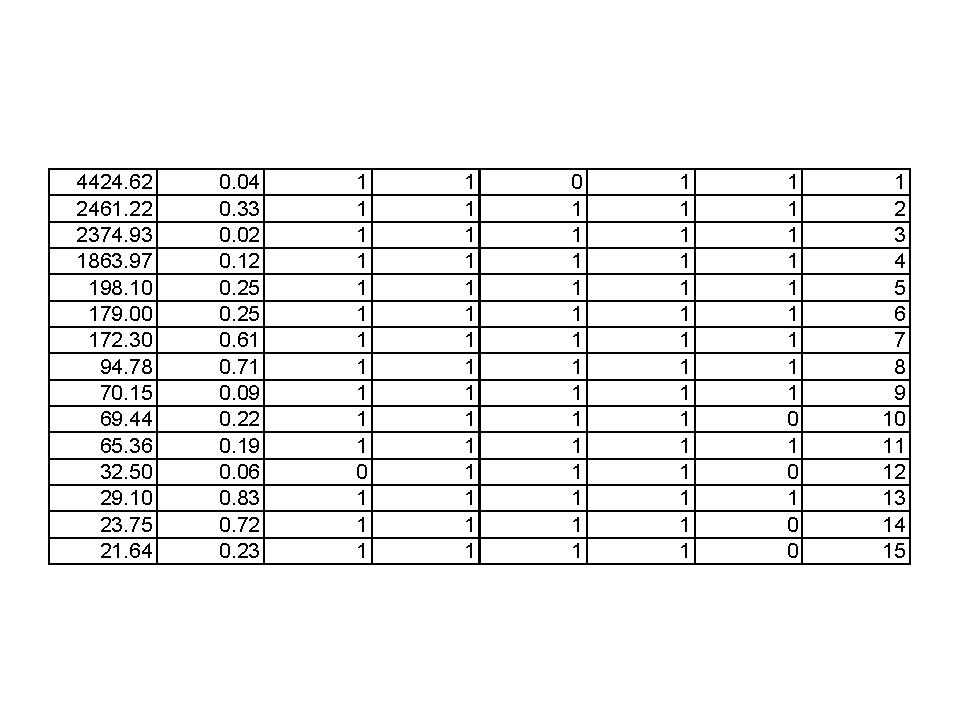 4424.62 0.04 1 1 0 1 1 1
2461.22 0.33 1 1 1 1 1 2
2374.93 0.02 1 1 1 1 1 3
1863.97 0.12 1 1 1 1 1 4
198.10 0.25 1 1 1 1 1 5
179.00 0.25 1 1 1 1 1 6
172.30 0.61 1 1 1 1 1 7
94.78 0.71 1 1 1 1 1 8
70.15 0.09 1 1 1 1 1 9
69.44 0.22 1 1 1 1 0 10
65.36 0.19 1 1 1 1 1 11
32.50 0.06 0 1 1 1 0 12
29.10 0.83 1 1 1 1 1 13
23.75 0.72 1 1 1 1 0 14
21.64 0.23 1 1 1 1 0 15